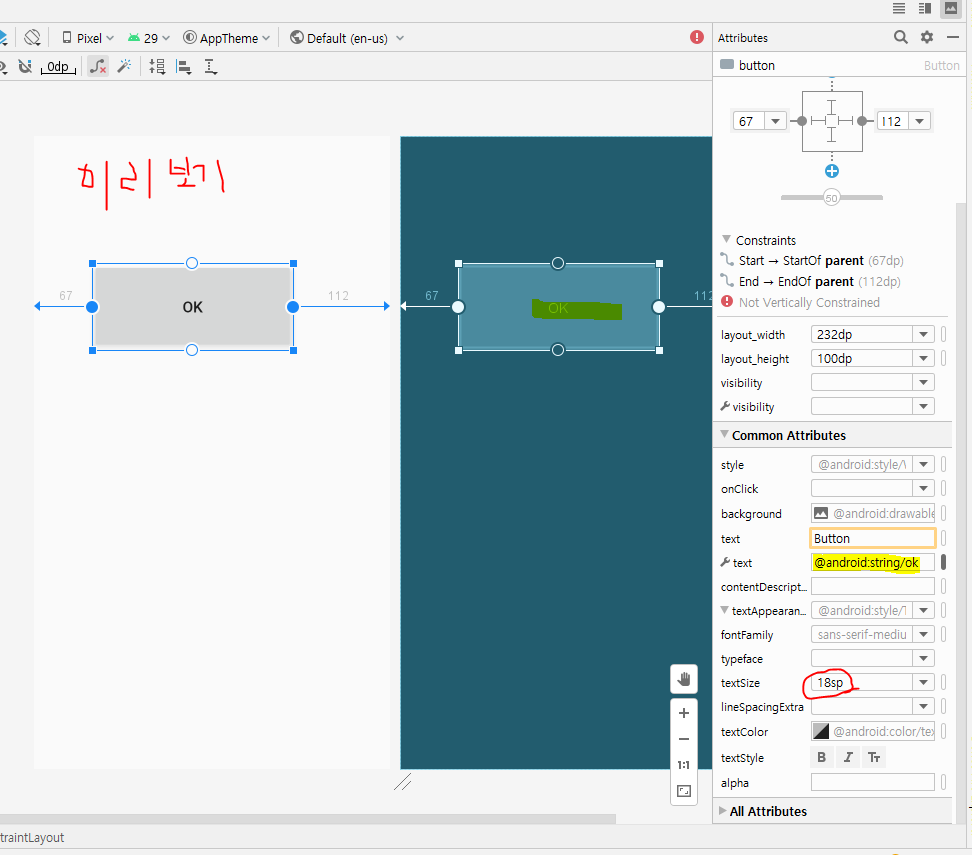 Pixel 29 AppTheme Default (en-us)
Attributes
0dp
button Button
67 112
50
미리 보기
Constraints
Start → StartOf parent (67dp)
End → EndOf parent (112dp)
Not Vertically Constrained
67 OK 112
67 OK 112
layout_width 232dp
layout_height 100dp
visibility
visibility
Common Attributes
style @android:style/\
onClick
background @android:drawable
text Button
text @android:string/ok
contentDescript...
textAppearan... @android:style/T
fontFamily sans-serif-mediu
typeface
textSize 18sp
lineSpacingExtra
textColor @android:color/tex
textStyle B I Tт
alpha
1:1
All Attributes
traintLayout